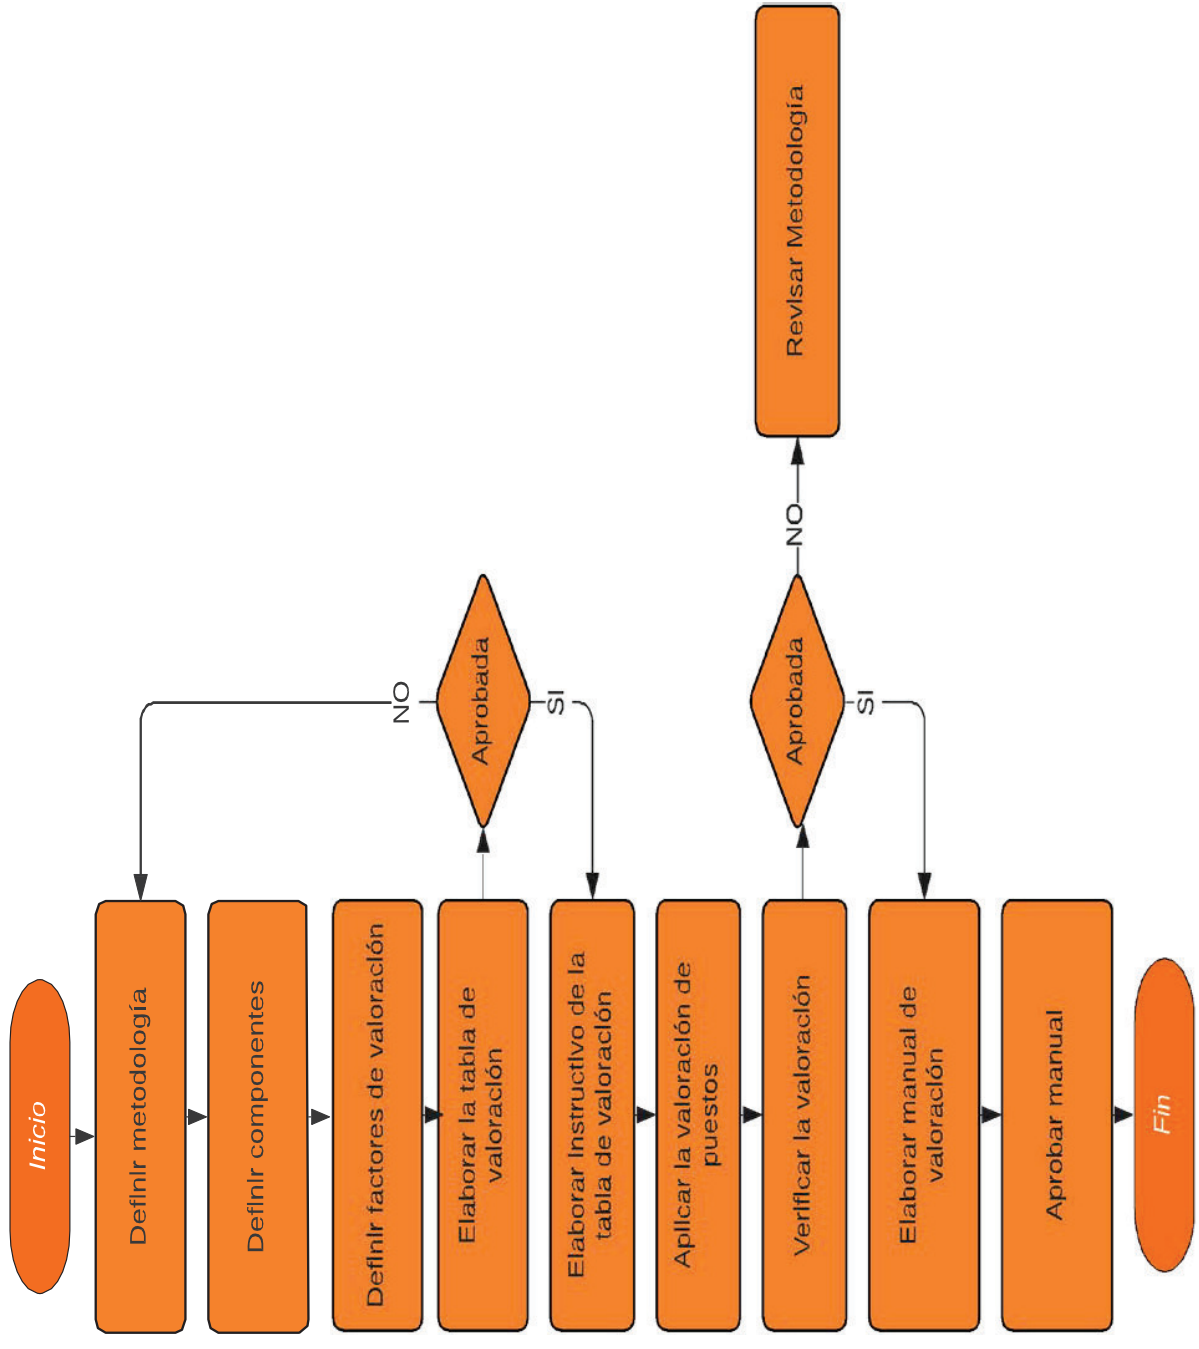 Inicio
Definir metodología
Definir componentes
Definir factores de valoración
Elaborar la tabla de
valoración
Aprobada
NO
SI
Elaborar Instructivo de la
tabla de valoración
Aplicar la valoración de
puestos
Verificar la valoración
Aprobada
NO
Revisar Metodología
SI
Elaborar manual de
valoración
Aprobar manual
Fin